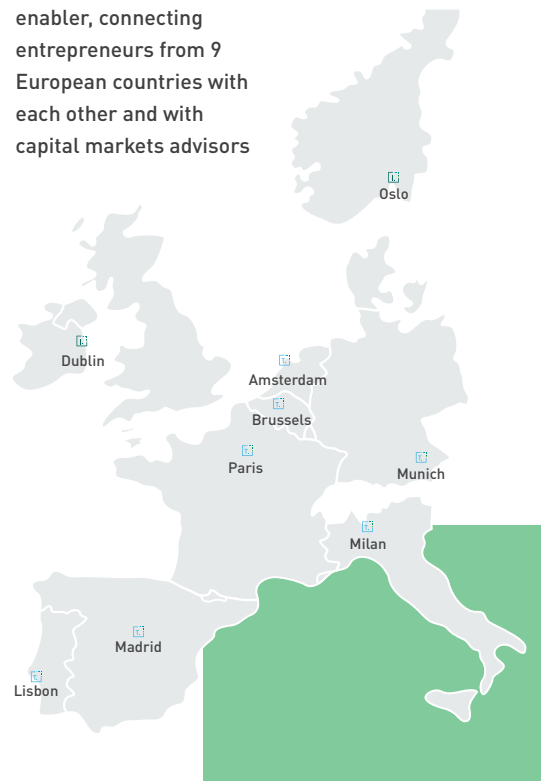 enabler, connecting
entrepreneurs from 9
European countries with
each other and with
capital markets advisors
Oslo
Dublin
Amsterdam
Brussels
Paris
Munich
Milan
Madrid
Lisbon